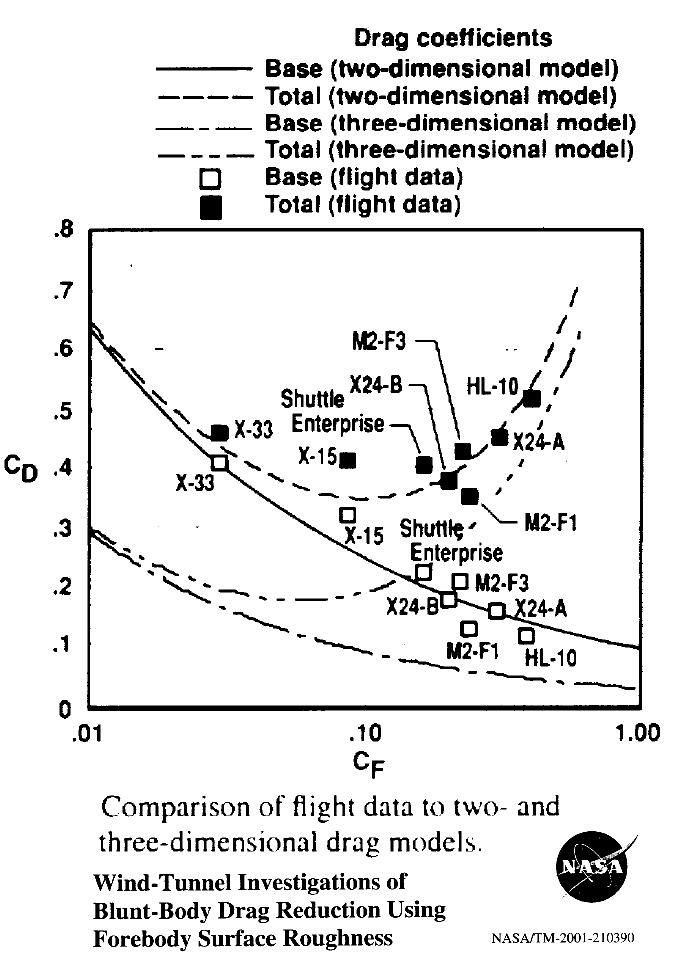 Drag coefficients
Base (two-dimensional model)
Total (two-dimensional model)
Base (three-dimensional model)
Total (three-dimensional model)
Base (flight data)
Total (flight data)
.8
.7
.6
.5
.4
.3
.2
.1
0
CD
M2-F3
X24-B
HL-10
Shuttle
Enterprise
X-33
X-15
X24-A
X-33
M2-F1
X-15
Shuttle
Enterprise
M2-F3
X24-B
X24-A
M2-F1
HL-10
.01
.10
1.00
CF
Comparison of flight data to two- and
three-dimensional drag models.
Wind-Tunnel Investigations of
Blunt-Body Drag Reduction Using
Forebody Surface Roughness
NASA
NASA/TM-2001-210390